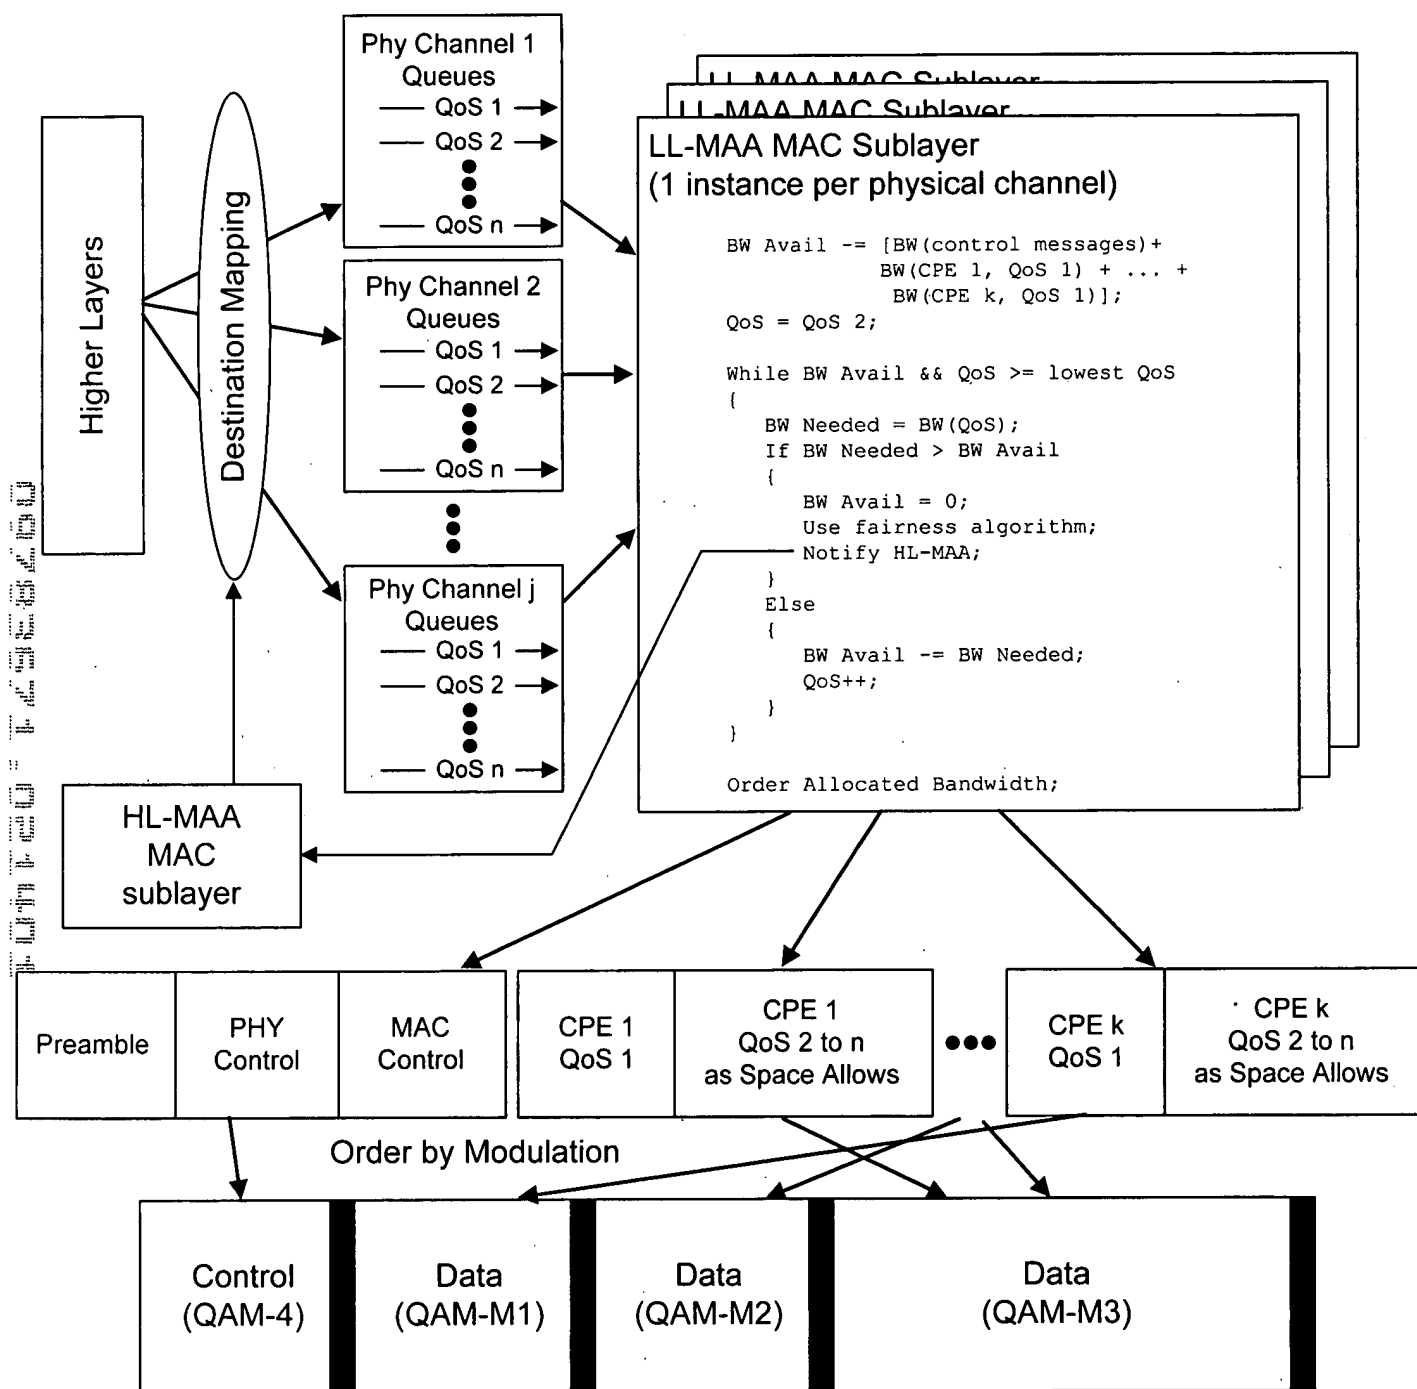 Higher Layers
Destination Mapping
Phy Channel 1
Queues
QoS 1
QoS 2
QoS n
Phy Channel 2
Queues
QoS 1
QoS 2
QoS n
Phy Channel j
Queues
QoS 1
QoS 2
QoS n
HL-MAA
MAC
sublayer
LL-MAA MAC Sublayer
LL-MAA MAC Sublayer
LL-MAA MAC Sublayer
(1 instance per physical channel)
BW Avail -= [BW(control messages)+
BW(CPE 1, QoS 1) + ... +
BW(CPE k, QoS 1)];
QoS = QoS 2;
While BW Avail && QoS >= lowest QoS
{
BW Needed = BW(QoS);
If BW Needed > BW Avail
{
BW Avail = 0;
Use fairness algorithm;
Notify HL-MAA;
}
Else
{
BW Avail -= BW Needed;
QoS++;
}
}
Order Allocated Bandwidth;
Preamble
PHY
Control
MAC
Control
CPE 1
QoS 1
CPE 1
QoS 2 to n
as Space Allows
CPE k
QoS 1
CPE k
QoS 2 to n
as Space Allows
Order by Modulation
Control
(QAM-4)
Data
(QAM-M1)
Data
(QAM-M2)
Data
(QAM-M3)